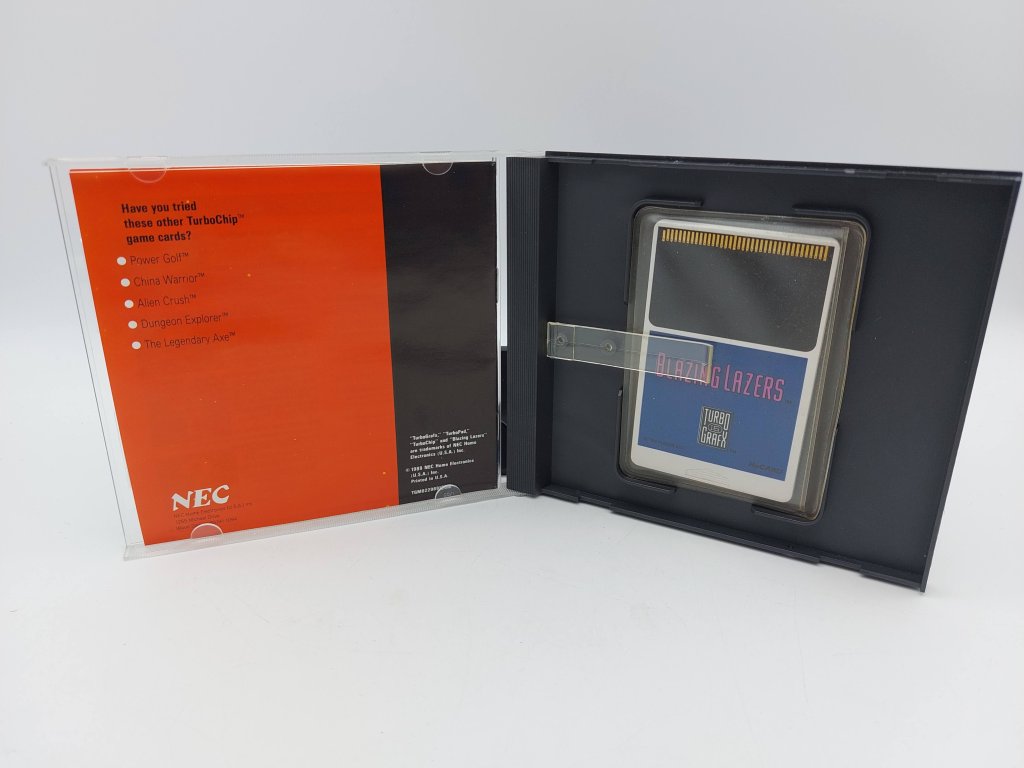 Have you tried
these other TurboChip™
game cards?
Power Golf™
China Warrior™
Alien Crush™
Dungeon Explorer™
The Legendary Axe™
NEC
"TurboGrafx," "TurboPad,"
"TurboChip" and "Blazing Lazers"
are trademarks of NEC Home
Electronics (U.S.A.) Inc.
© 1989 NEC Home Electronics
(U.S.A.) Inc.
Printed in U.S.A
BLAZING LAZERS™
TURBO
GRAFX
HuCARD